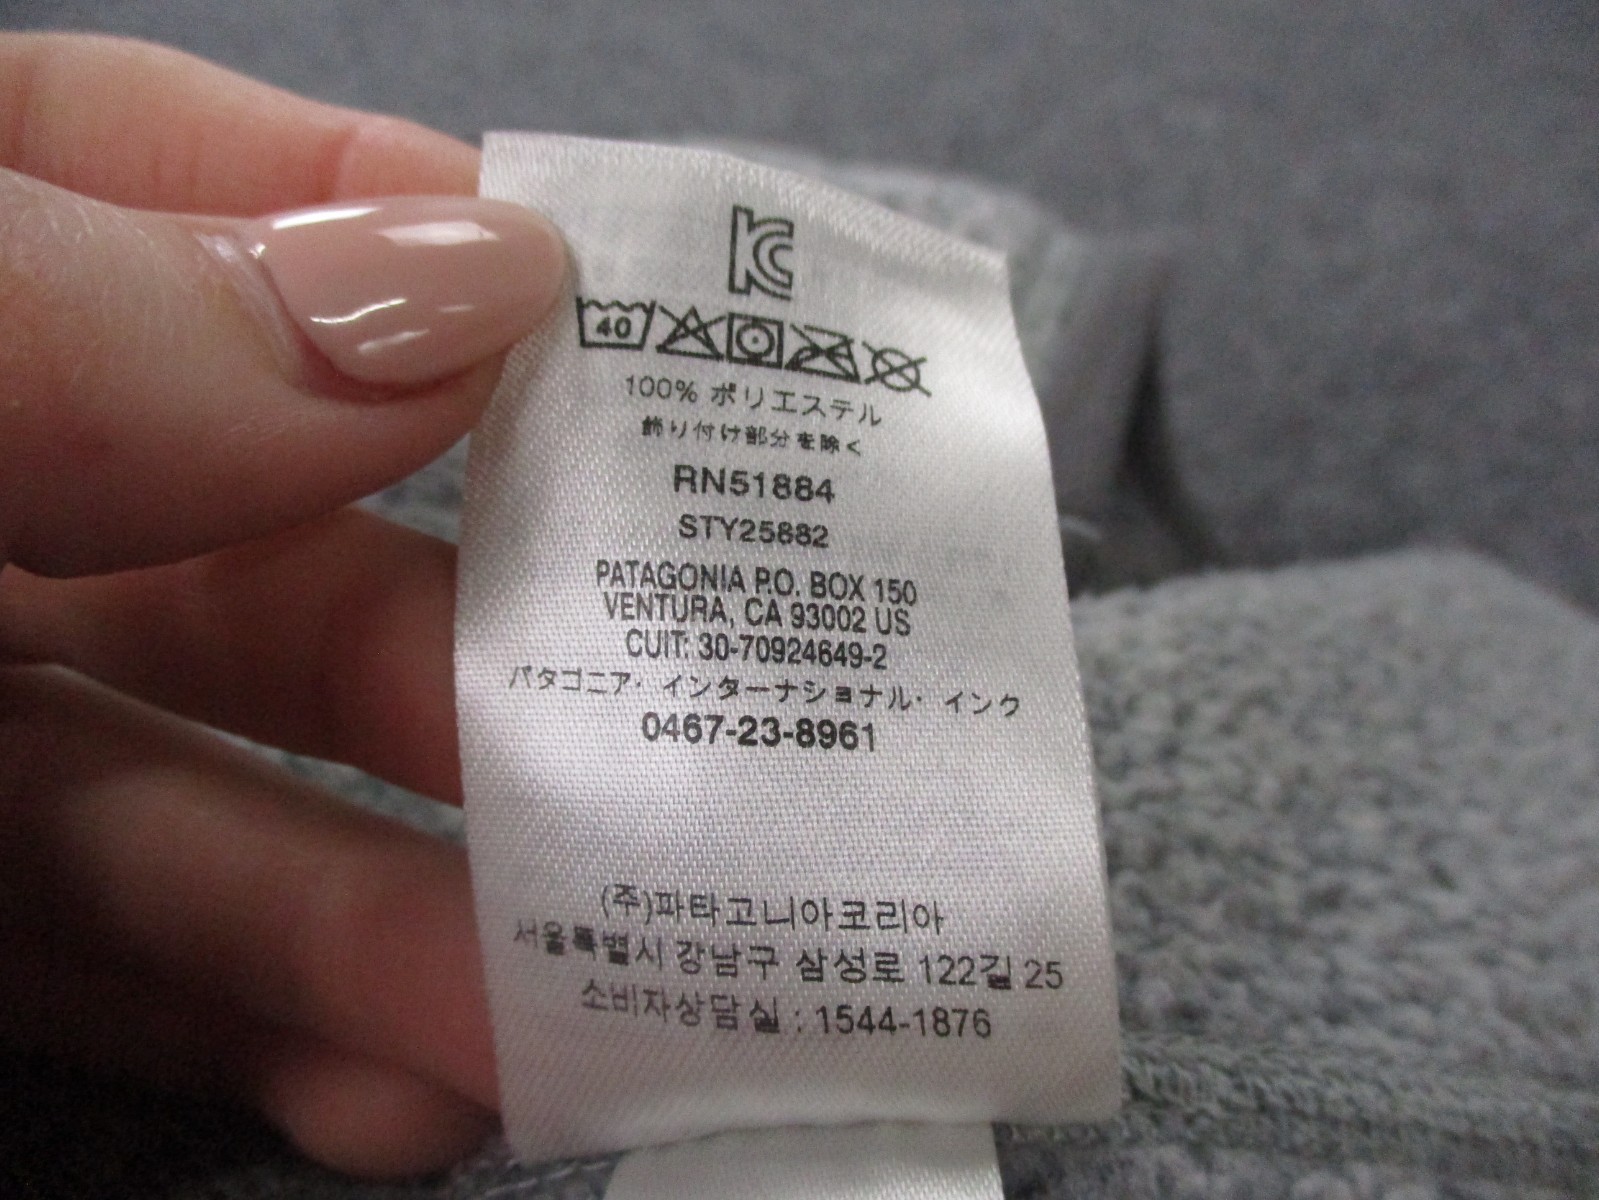 KC
40
100% ポリエステル
飾り付け部分を除く
RN51884
STY25882
PATAGONIA P.O. BOX 150
VENTURA, CA 93002 US
CUIT: 30-70924649-2
パタゴニア・インターナショナル・インク
0467-23-8961
(주)파타고니아코리아
서울특별시 강남구 삼성로 122길 25
소비자상담실 : 1544-1876